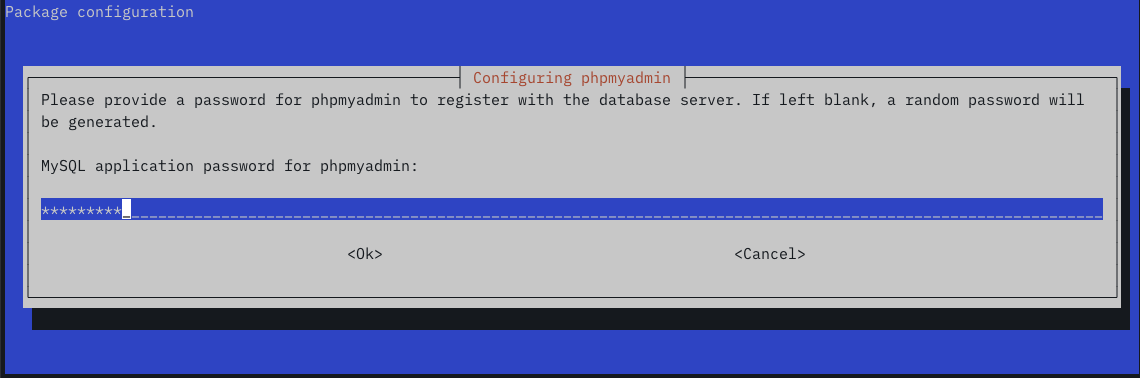 Package configuration
Configuring phpmyadmin
Please provide a password for phpmyadmin to register with the database server. If left blank, a random password will
be generated.
MySQL application password for phpmyadmin:
*********
<Ok> <Cancel>